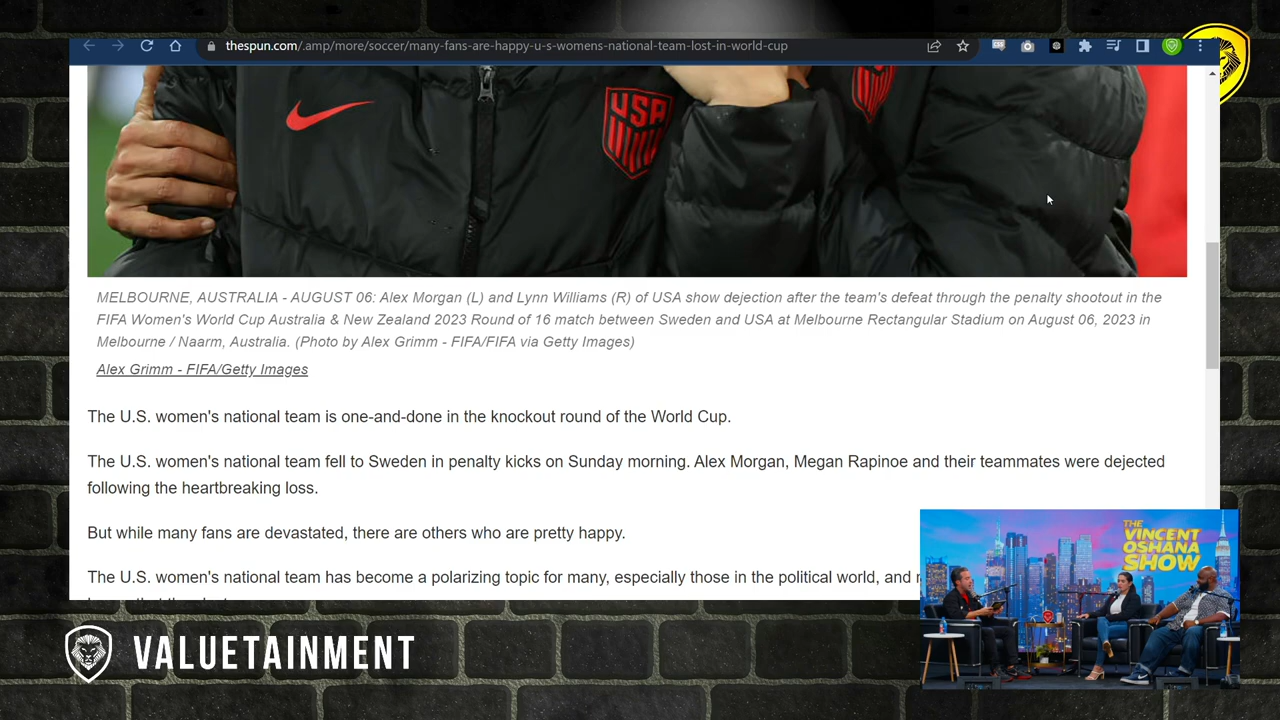 thespun.com/.amp/more/soccer/many-fans-are-happy-u-s-womens-national-team-lost-in-world-cup
USA
MELBOURNE, AUSTRALIA - AUGUST 06: Alex Morgan (L) and Lynn Williams (R) of USA show dejection after the team's defeat through the penalty shootout in the
FIFA Women's World Cup Australia & New Zealand 2023 Round of 16 match between Sweden and USA at Melbourne Rectangular Stadium on August 06, 2023 in
Melbourne / Naarm, Australia. (Photo by Alex Grimm - FIFA/FIFA via Getty Images)
Alex Grimm - FIFA/Getty Images
The U.S. women's national team is one-and-done in the knockout round of the World Cup.
The U.S. women's national team fell to Sweden in penalty kicks on Sunday morning. Alex Morgan, Megan Rapinoe and their teammates were dejected
following the heartbreaking loss.
But while many fans are devastated, there are others who are pretty happy.
The U.S. women's national team has become a polarizing topic for many, especially those in the political world, and
THE
VINCENT
OSHANA
SHOW
VALUETAINMENT